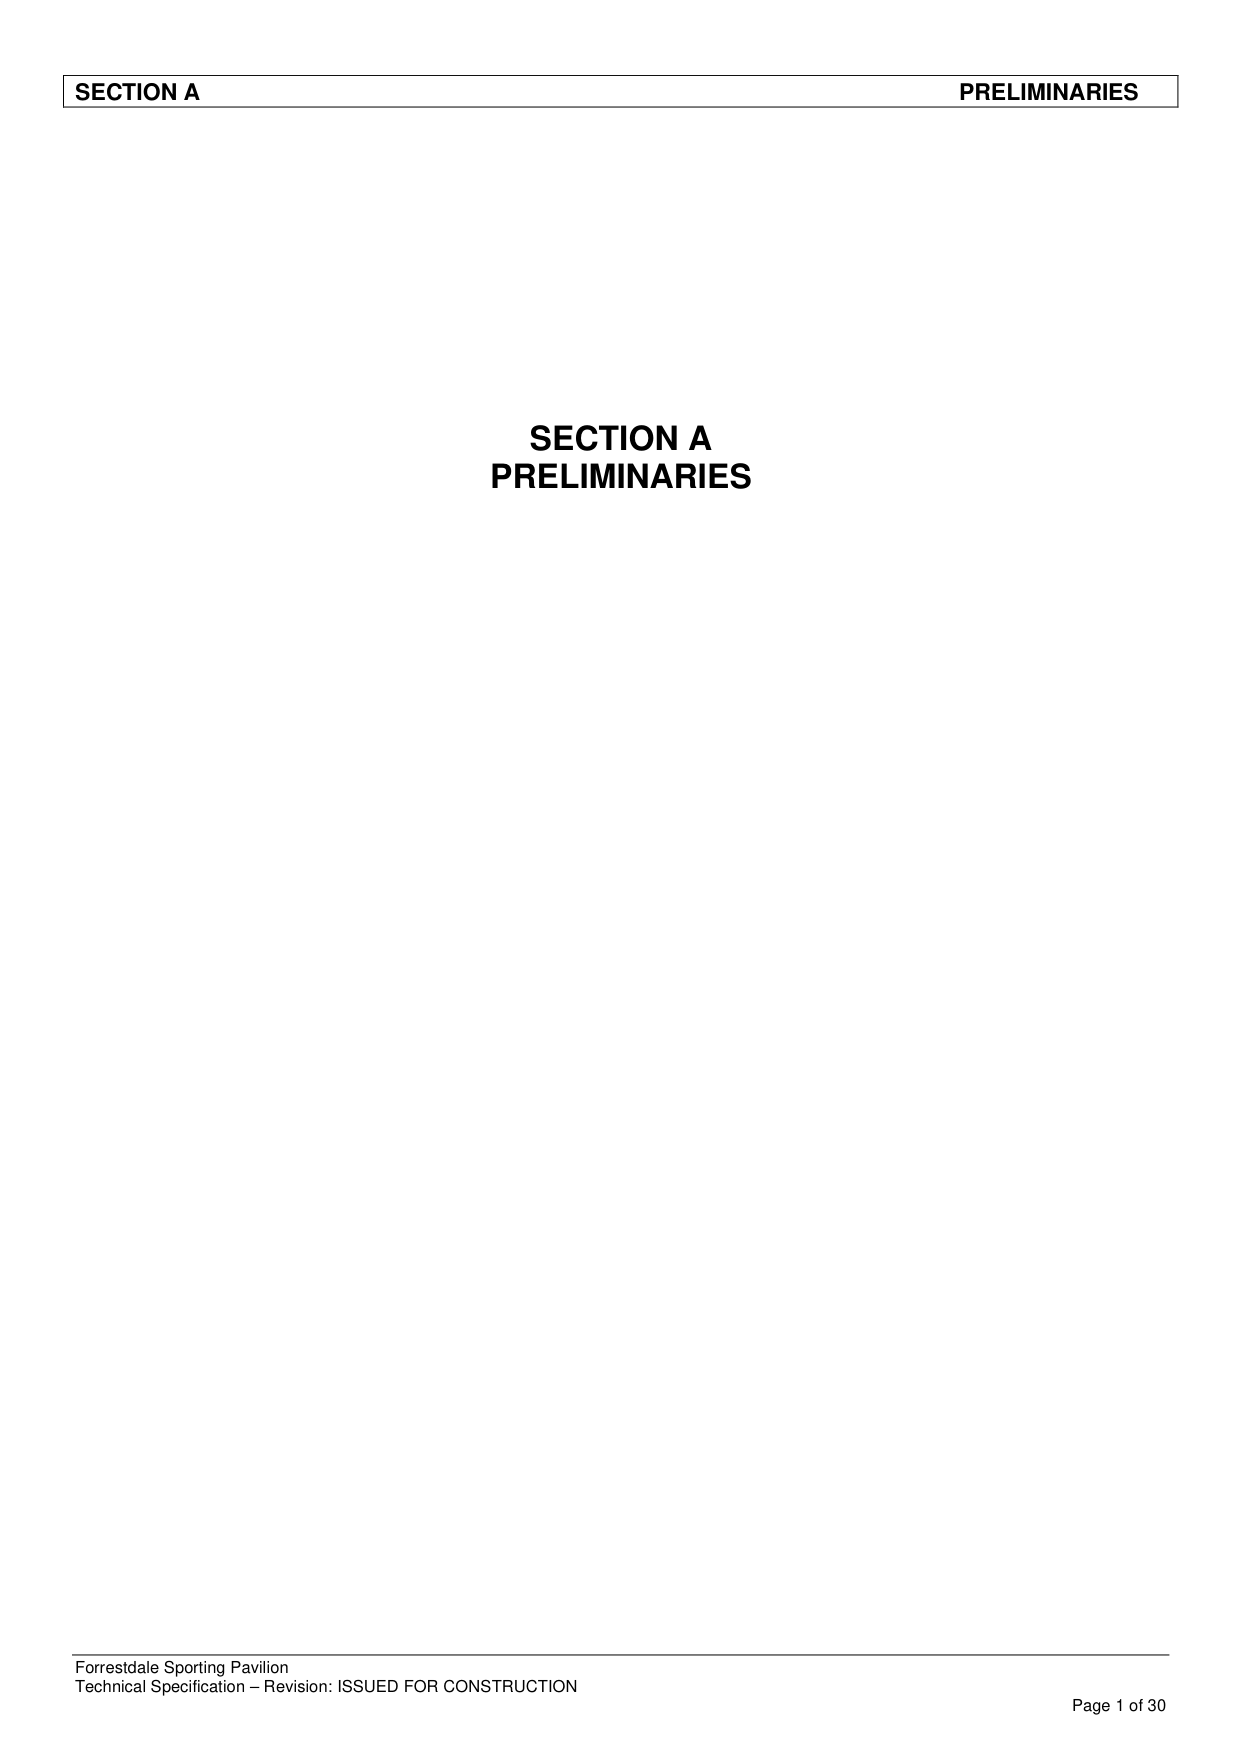 SECTION A PRELIMINARIES
SECTION A
PRELIMINARIES
Forrestdale Sporting Pavilion
Technical Specification – Revision: ISSUED FOR CONSTRUCTION
Page 1 of 30